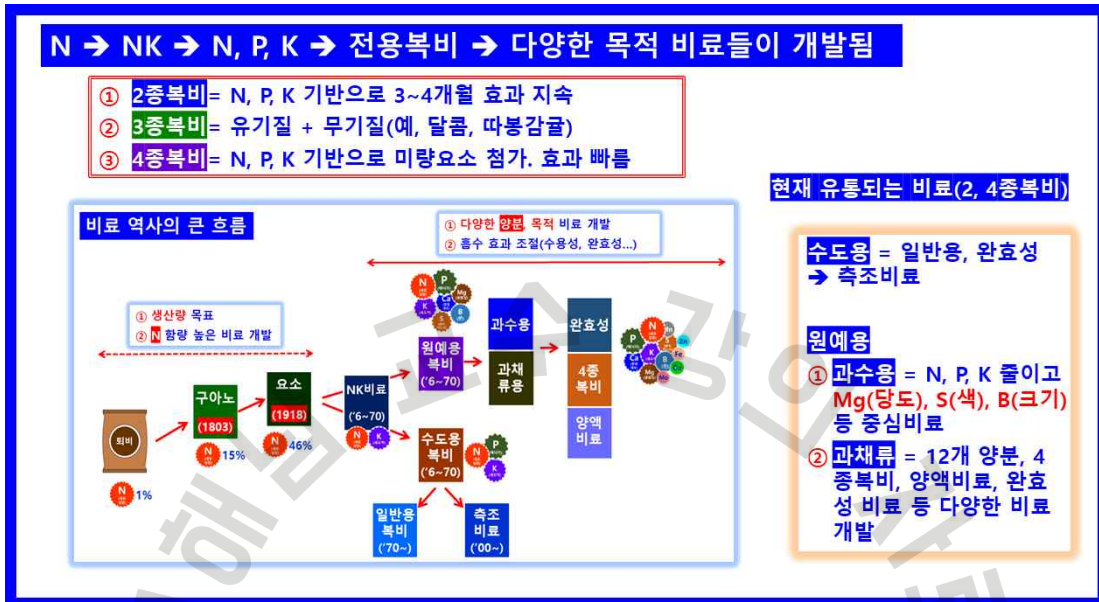 N → NK → N, P, K → 전용복비 → 다양한 목적 비료들이 개발됨
① 2종복비= N, P, K 기반으로 3~4개월 효과 지속
② 3종복비= 유기질 + 무기질(예, 달콤, 따봉감귤)
③ 4종복비= N, P, K 기반으로 미량요소 첨가. 효과 빠름
비료 역사의 큰 흐름
① 다양한 양분, 목적 비료 개발
② 흡수 효과 조절(수용성, 완효성...)
① 생산량 목표
② N 함량 높은 비료 개발
퇴비
N
1%
구아노
(1803)
N
15%
요소
(1918)
N
46%
NK비료
('6~70)
N
K
N
P
K
Ca
Mg
S
B
원예용
복비
('6~70)
수도용
복비
('6~70)
N
P
K
일반용
복비
('70~)
측조
비료
('00~)
과수용
과채
류용
완효성
4종
복비
양액
비료
P
N
Zn
Ca
K
B
Fe
S
Mg
Mo
현재 유통되는 비료(2, 4종복비)
수도용 = 일반용, 완효성
→ 측조비료
원예용
① 과수용 = N, P, K 줄이고
Mg(당도), S(색), B(크기)
등 중심비료
② 과채류 = 12개 양분, 4
종복비, 양액비료, 완효
성 비료 등 다양한 비료
개발